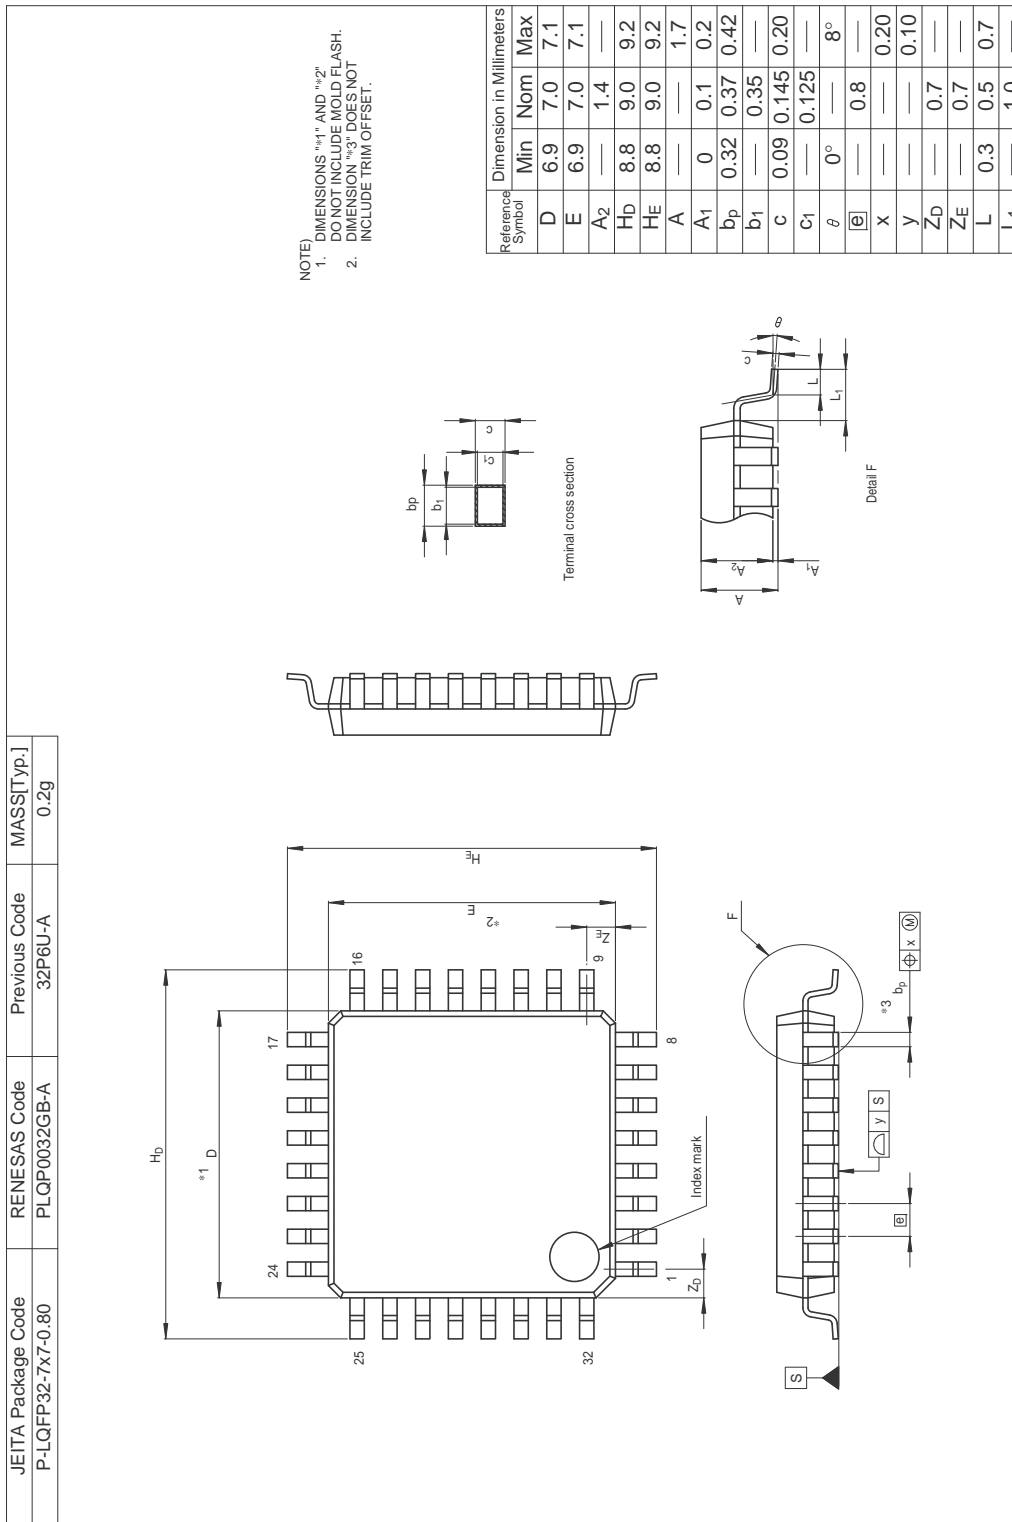 JEITA Package Code RENESAS Code Previous Code MASS[Typ.]
P-LQFP32-7x7-0.80 PLQP0032GB-A 32P6U-A 0.2g
HD
*1 D
24 17
25 16
32 9
1 8
ZD
Index mark
ZE
*2 E
HE
S
e
y S
*3 bp
x M
F
bp
b1
c1
c
Terminal cross section
A
A2
A1
L
L1
c
θ
Detail F
NOTE)
1. DIMENSIONS "*1" AND "*2"
DO NOT INCLUDE MOLD FLASH.
2. DIMENSION "*3" DOES NOT
INCLUDE TRIM OFFSET.
Reference Symbol Dimension in Millimeters
Min Nom Max
D 6.9 7.0 7.1
E 6.9 7.0 7.1
A2 — 1.4 —
HD 8.8 9.0 9.2
HE 8.8 9.0 9.2
A — — 1.7
A1 0 0.1 0.2
bp 0.32 0.37 0.42
b1 — 0.35 —
c 0.09 0.145 0.20
c1 — 0.125 —
θ 0° — 8°
e — 0.8 —
x — — 0.20
y — — 0.10
ZD — 0.7 —
ZE — 0.7 —
L 0.3 0.5 0.7
L1 — 1.0 —